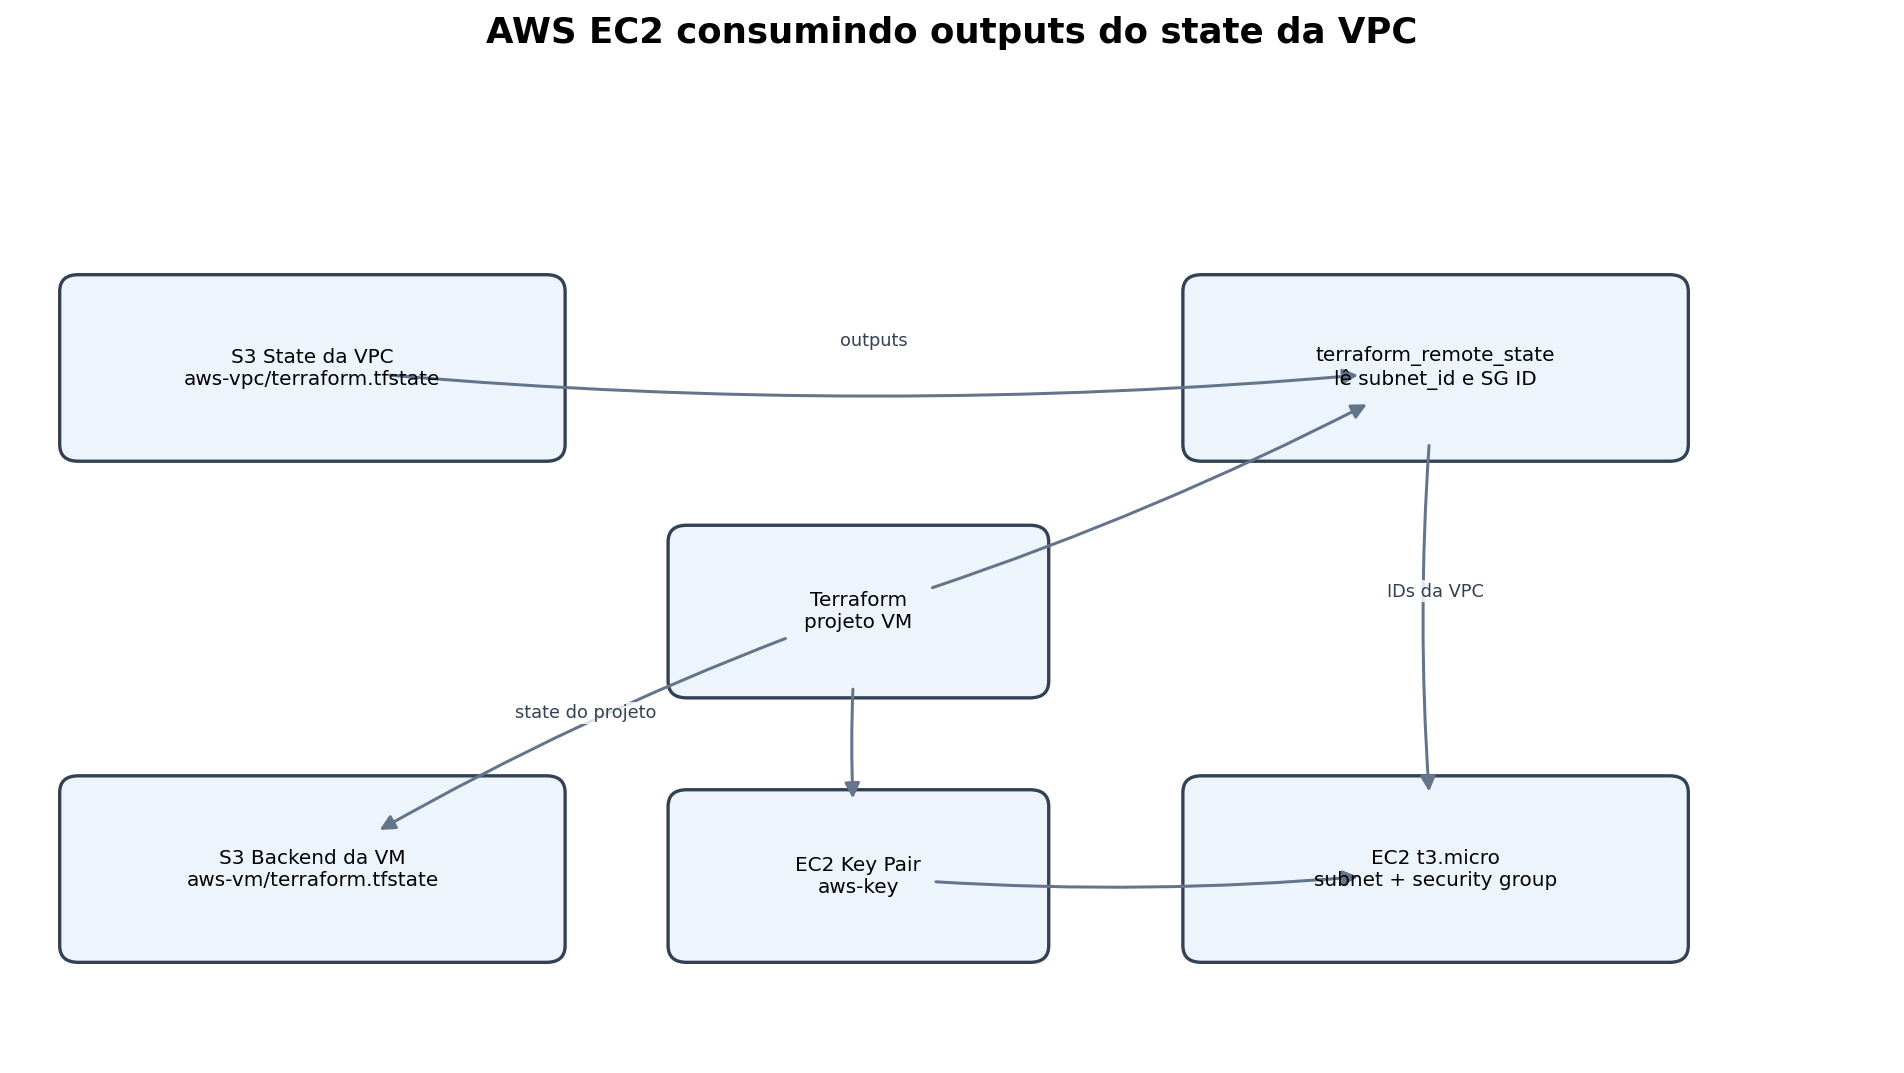 AWS EC2 consumindo outputs do state da VPC
S3 State da VPC
aws-vpc/terraform.tfstate
outputs
terraform_remote_state
lê subnet_id e SG ID
Terraform
projeto VM
IDs da VPC
state do projeto
S3 Backend da VM
aws-vm/terraform.tfstate
EC2 Key Pair
aws-key
EC2 t3.micro
subnet + security group